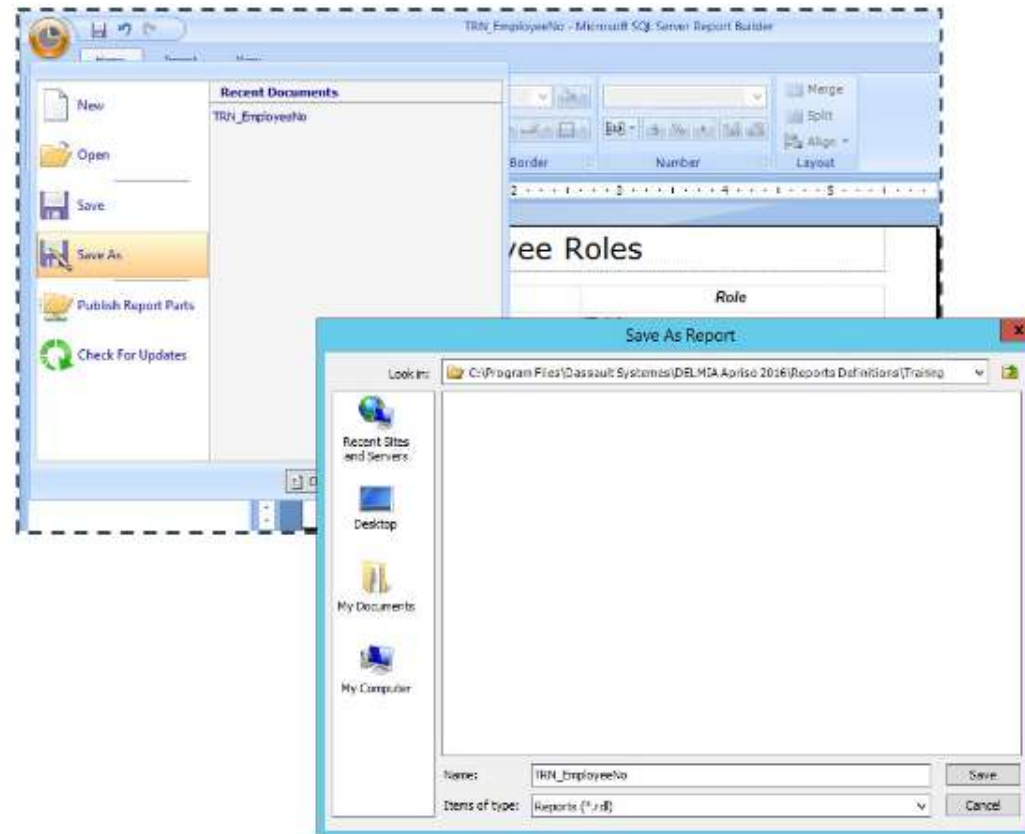 TRN_EmployeeNo - Microsoft SQL Server Report Builder
New
Open
Save
Save As
Publish Report Parts
Check For Updates
Recent Documents
TRN_EmployeeNo
Border
Number
Merge
Split
Align
Layout
yee Roles
Role
Save As Report
Look in:
C:\Program Files\Dassault Systemes\DELMIA Apriso 2016\Reports Definitions\Training
Recent Sites
and Servers
Desktop
My Documents
My Computer
Name:
TRN_EmployeeNo
Save
Items of type:
Reports (*.rdl)
Cancel